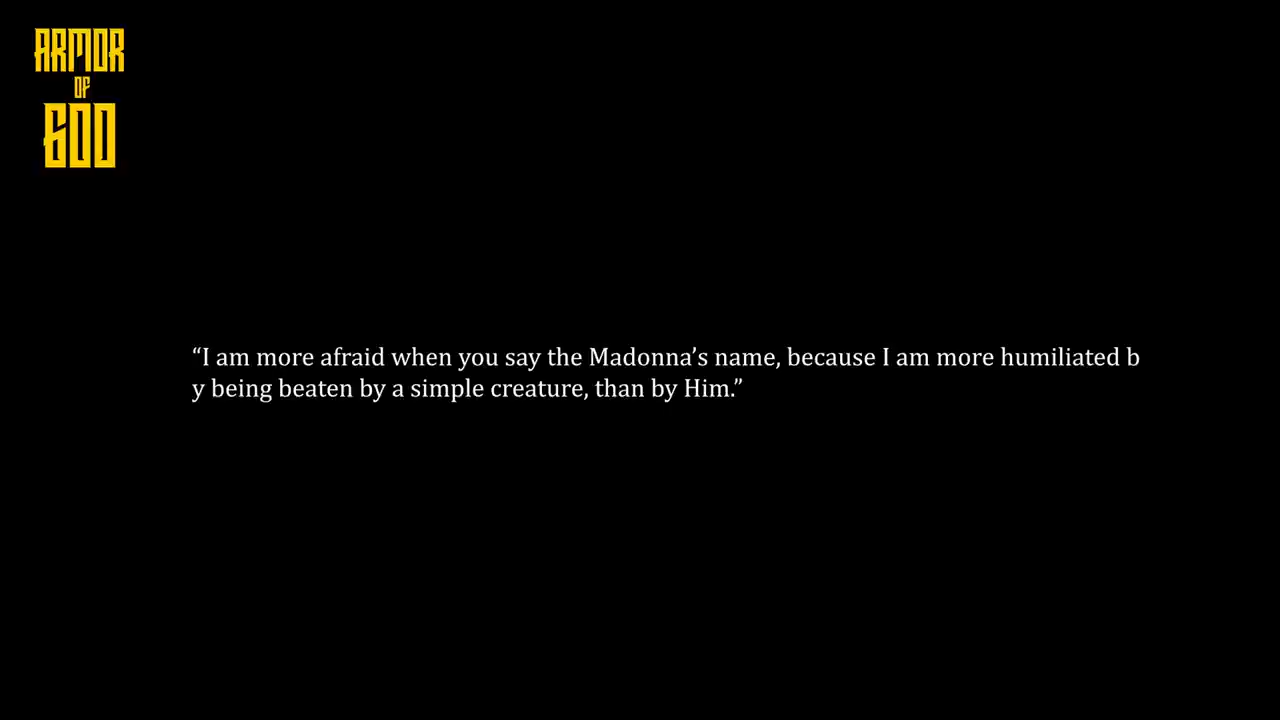 ARMOR
OF
GOD
“I am more afraid when you say the Madonna’s name, because I am more humiliated b
y being beaten by a simple creature, than by Him.”